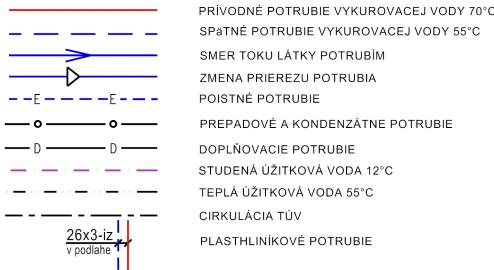 PRÍVODNÉ POTRUBIE VYKUROVACEJ VODY 70°C
SPäTNÉ POTRUBIE VYKUROVACEJ VODY 55°C
SMER TOKU LÁTKY POTRUBÍM
ZMENA PRIEREZU POTRUBIA
E E POISTNÉ POTRUBIE
PREPADOVÉ A KONDENZÁTNE POTRUBIE
D D DOPLŇOVACIE POTRUBIE
STUDENÁ ÚŽITKOVÁ VODA 12°C
TEPLÁ ÚŽITKOVÁ VODA 55°C
CIRKULÁCIA TÚV
26x3-iz
v podlahe
PLASTHLINÍKOVÉ POTRUBIE